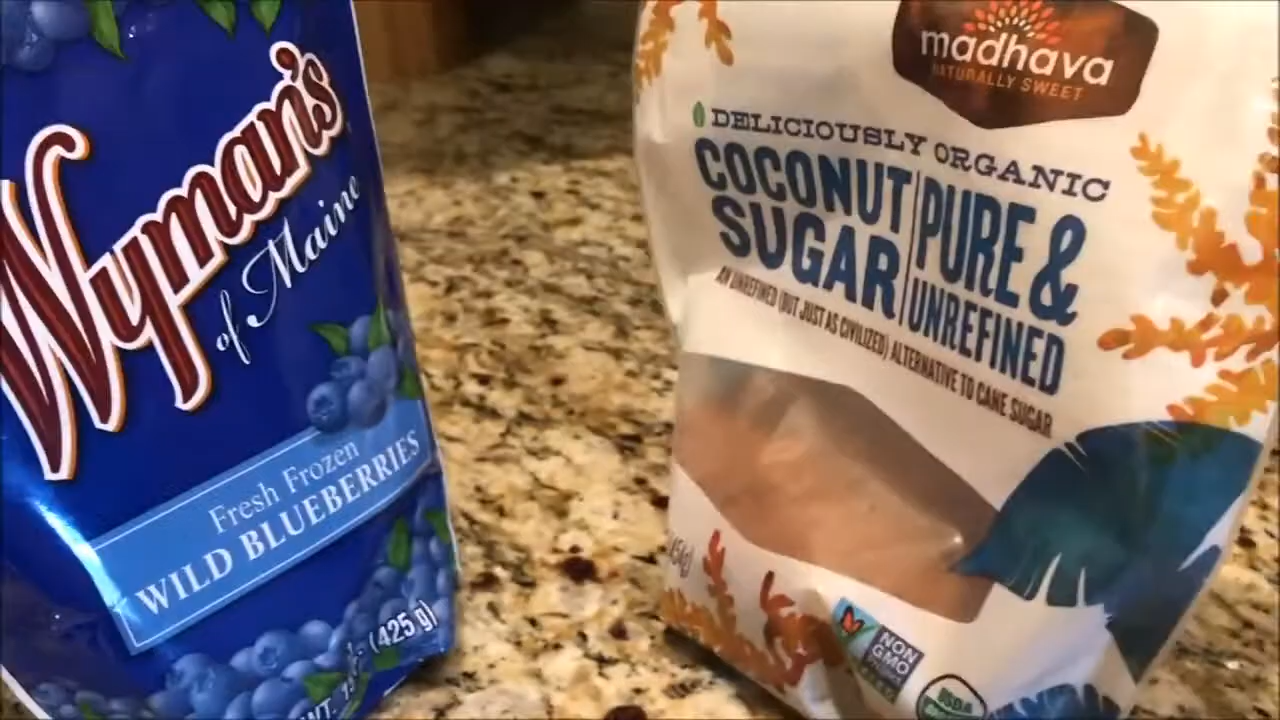 Wyman's
of Maine
Fresh Frozen
WILD BLUEBERRIES
(425 g)
madhava
NATURALLY SWEET
DELICIOUSLY ORGANIC
COCONUT
SUGAR
PURE &
UNREFINED
AN UNREFINED (BUT JUST AS CIVILIZED) ALTERNATIVE TO CANE SUGAR
NON
GMO
USDA